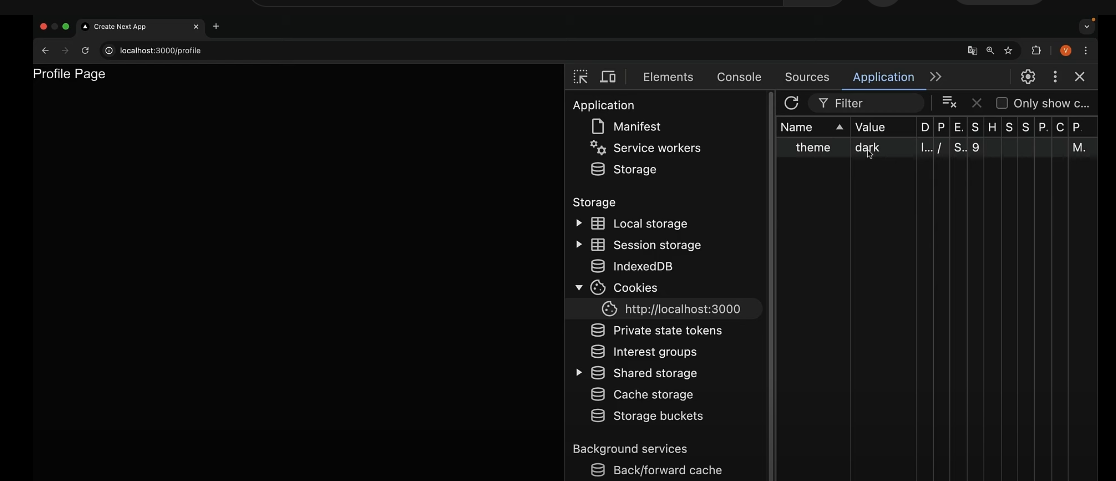 Create Next App
localhost:3000/profile
V
Profile Page
Elements Console Sources Application
Application
Manifest
Service workers
Storage
Storage
Local storage
Session storage
IndexedDB
Cookies
http://localhost:3000
Private state tokens
Interest groups
Shared storage
Cache storage
Storage buckets
Background services
Back/forward cache
Filter Only show c...
Name Value D P E. S H S S P. C P
theme dark l... / S.. 9 M.